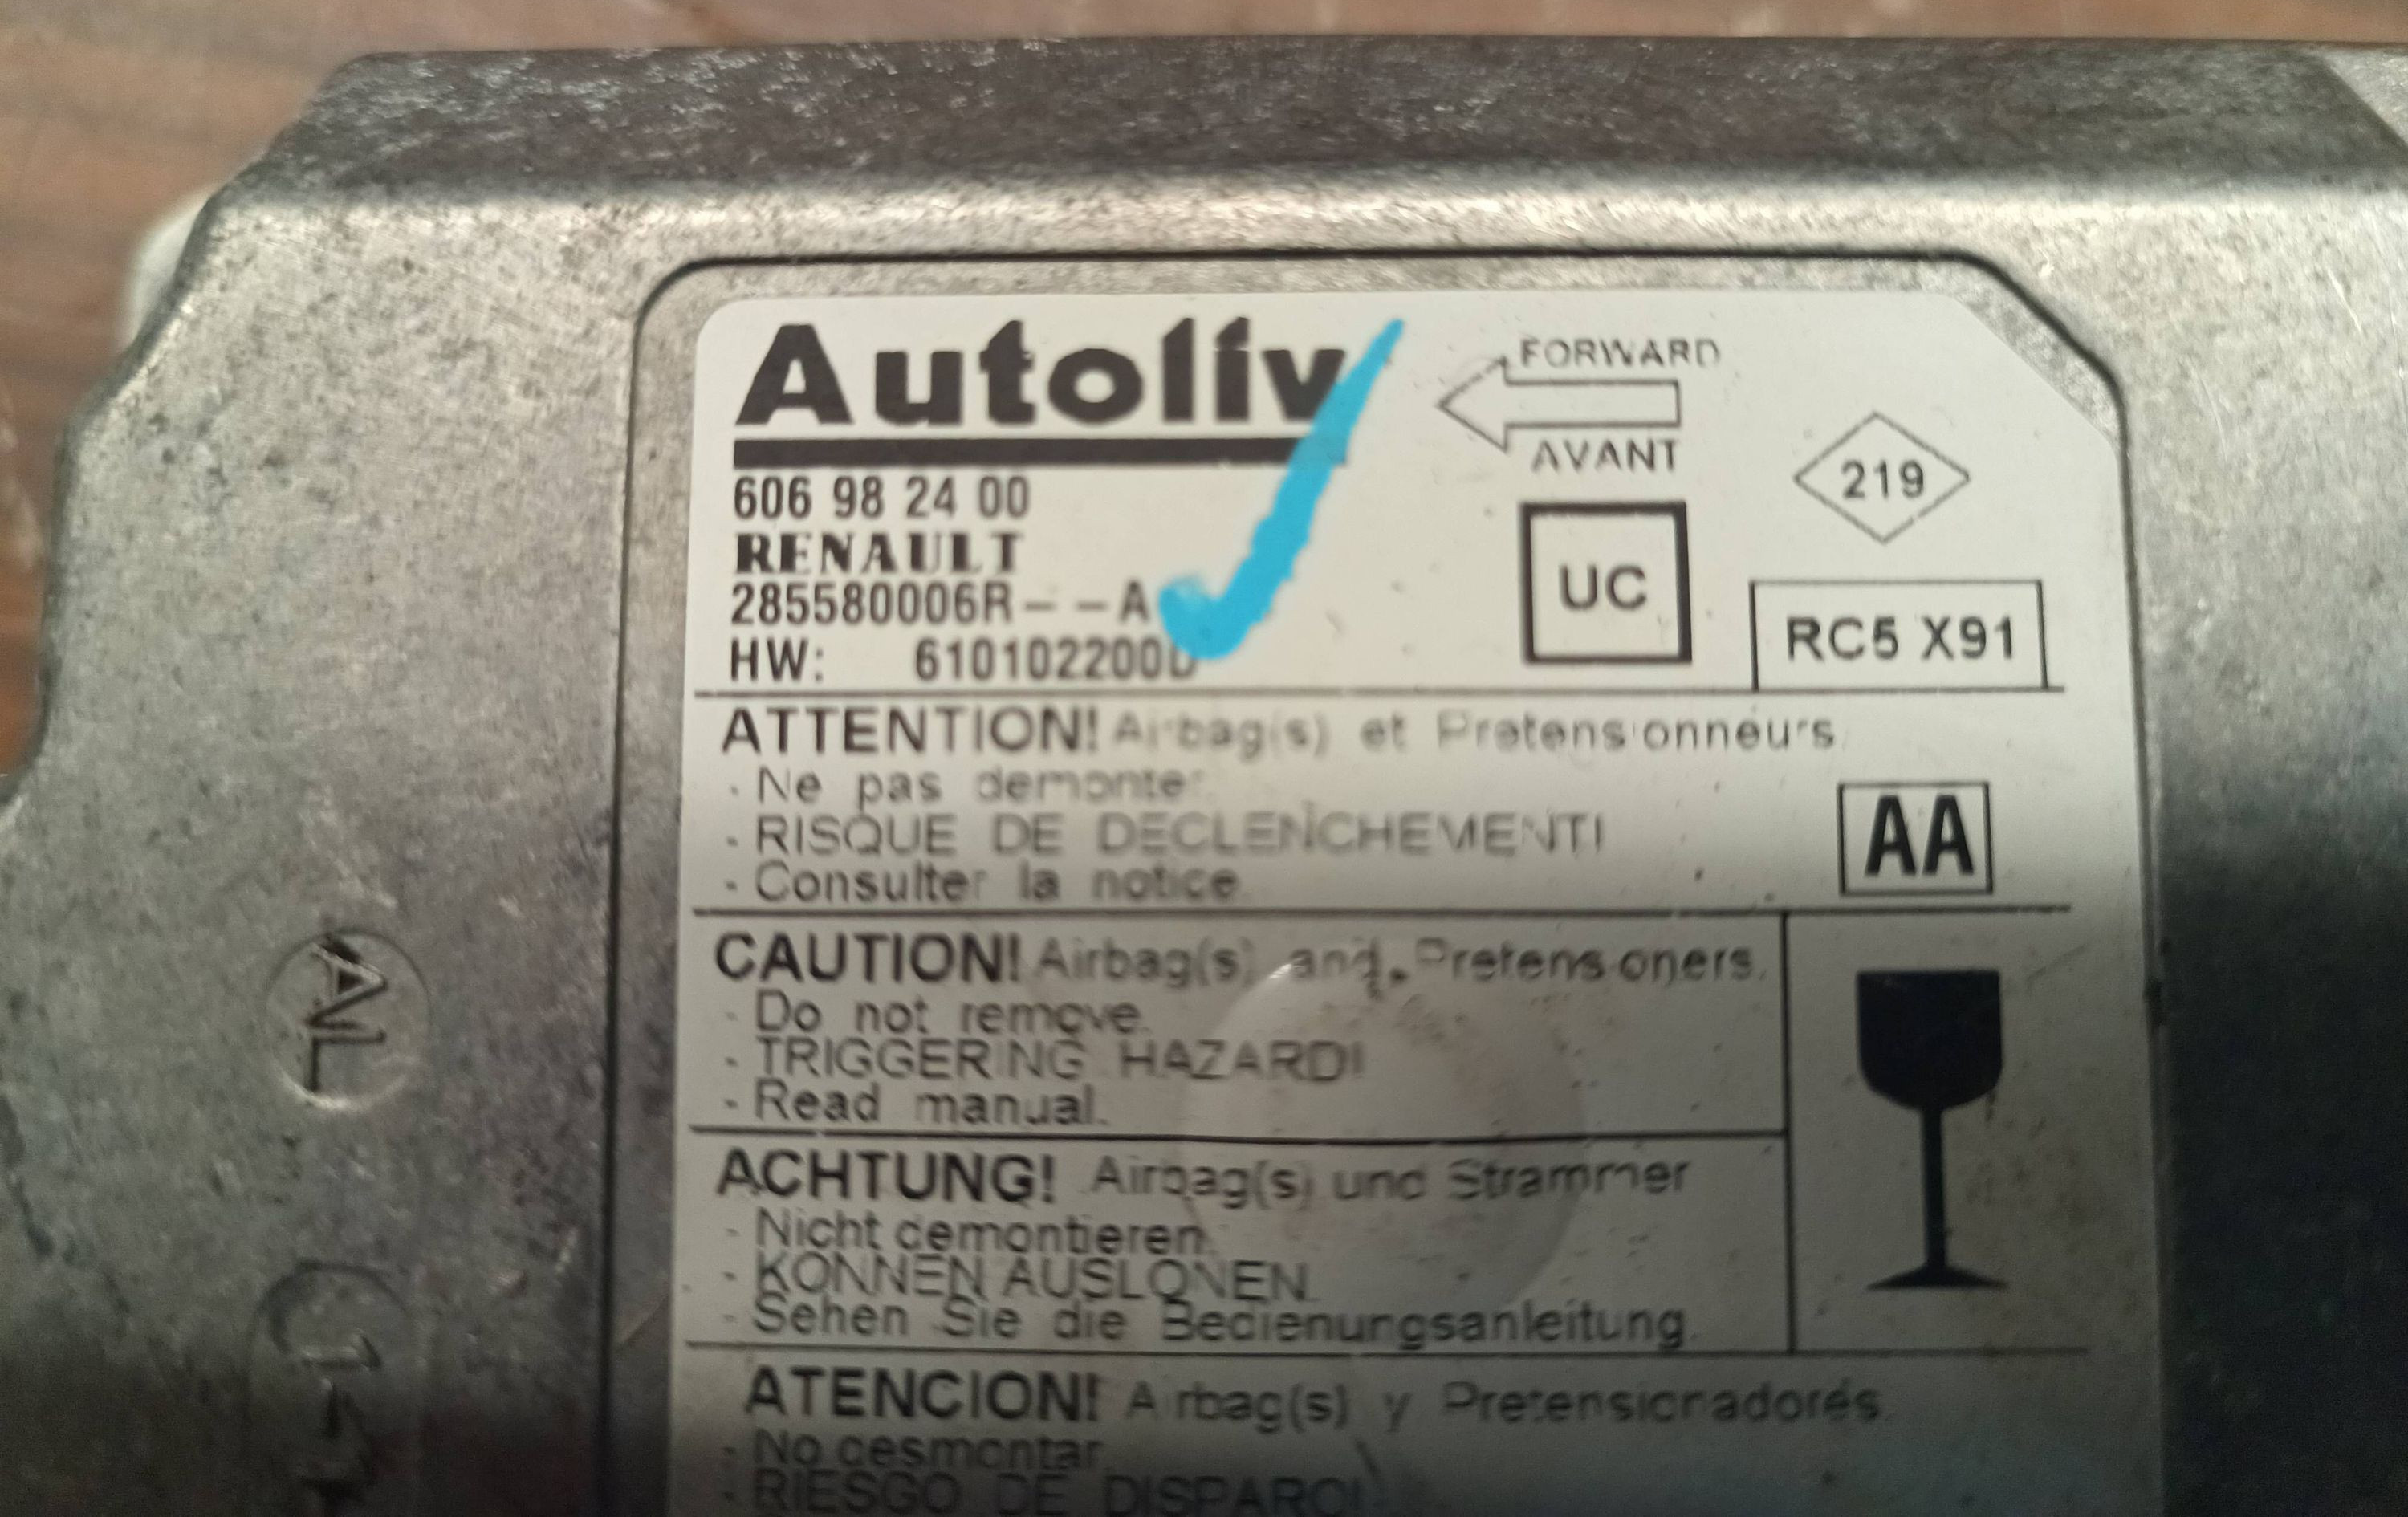 Autoliv
FORWARD
AVANT
606 98 24 00
RENAULT
285580006R--A
HW: 610102200D
219
UC
RC5 X91
ATTENTION! Airbag(s) et Pretensionneurs.
- Ne pas demonter.
- RISQUE DE DECLENCHEMENT!
- Consulter la notice.
AA
CAUTION! Airbag(s) and Pretensioners.
- Do not remove.
- TRIGGERING HAZARD!
- Read manual.
ACHTUNG! Airbag(s) und Strammer
- Nicht demontieren.
- KONNEN AUSLONEN.
- Sehen Sie die Bedienungsanleitung.
ATENCION! Airbag(s) y Pretensionadores.
- No desmontar.
- RIESGO DE DISPARO!
AL